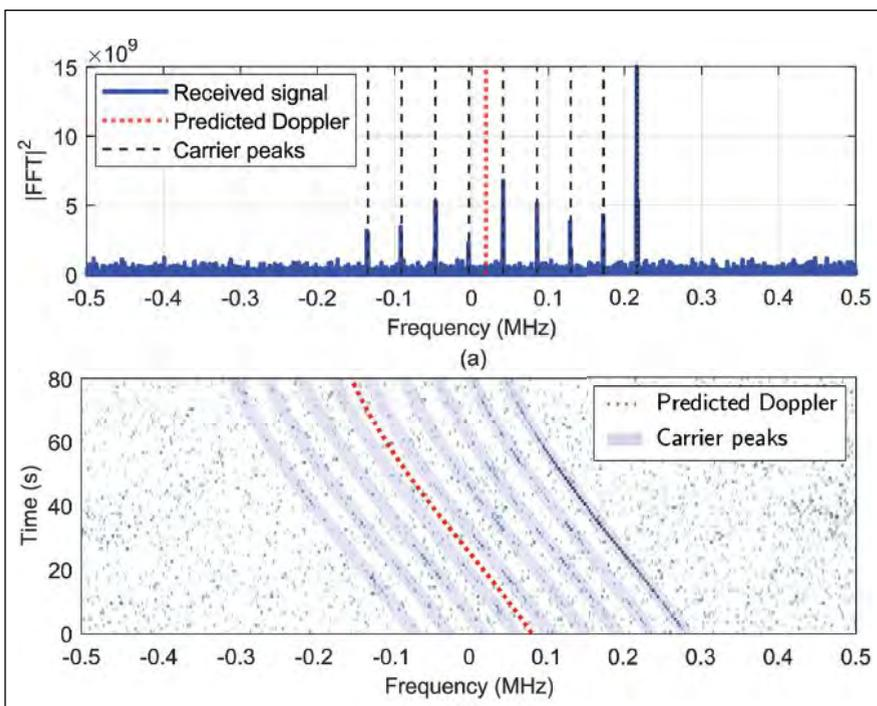 ×10⁹
15
10
5
0
|FFT|²
Received signal
Predicted Doppler
Carrier peaks
-0.5 -0.4 -0.3 -0.2 -0.1 0 0.1 0.2 0.3 0.4 0.5
Frequency (MHz)
(a)
80
60
40
20
0
Time (s)
Predicted Doppler
Carrier peaks
-0.5 -0.4 -0.3 -0.2 -0.1 0 0.1 0.2 0.3 0.4 0.5
Frequency (MHz)